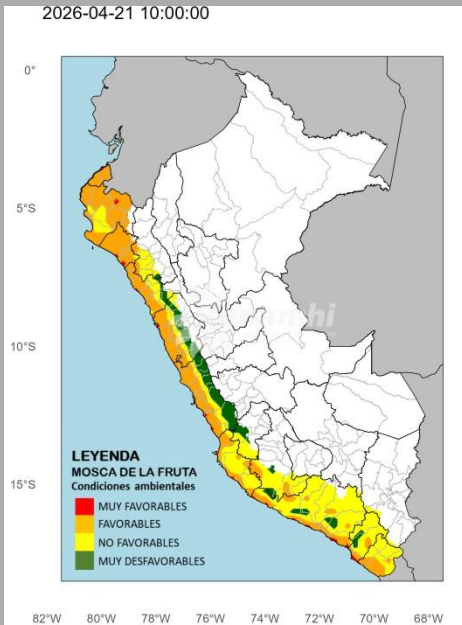 2026-04-21 10:00:00
0°
5°S
10°S
15°S
senamhi
LEYENDA
MOSCA DE LA FRUTA
Condiciones ambientales
MUY FAVORABLES
FAVORABLES
NO FAVORABLES
MUY DESFAVORABLES
82°W 80°W 78°W 76°W 74°W 72°W 70°W 68°W